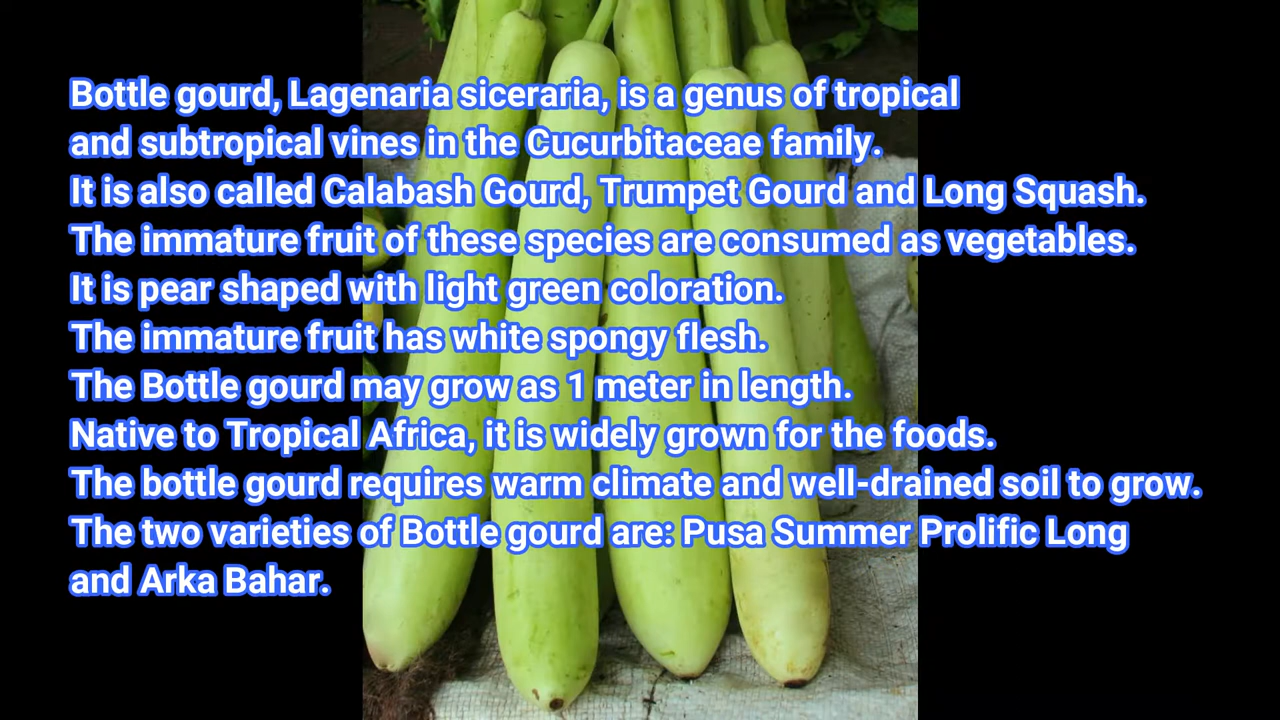 Bottle gourd, Lagenaria siceraria, is a genus of tropical
and subtropical vines in the Cucurbitaceae family.
It is also called Calabash Gourd, Trumpet Gourd and Long Squash.
The immature fruit of these species are consumed as vegetables.
It is pear shaped with light green coloration.
The immature fruit has white spongy flesh.
The Bottle gourd may grow as 1 meter in length.
Native to Tropical Africa, it is widely grown for the foods.
The bottle gourd requires warm climate and well-drained soil to grow.
The two varieties of Bottle gourd are: Pusa Summer Prolific Long
and Arka Bahar.